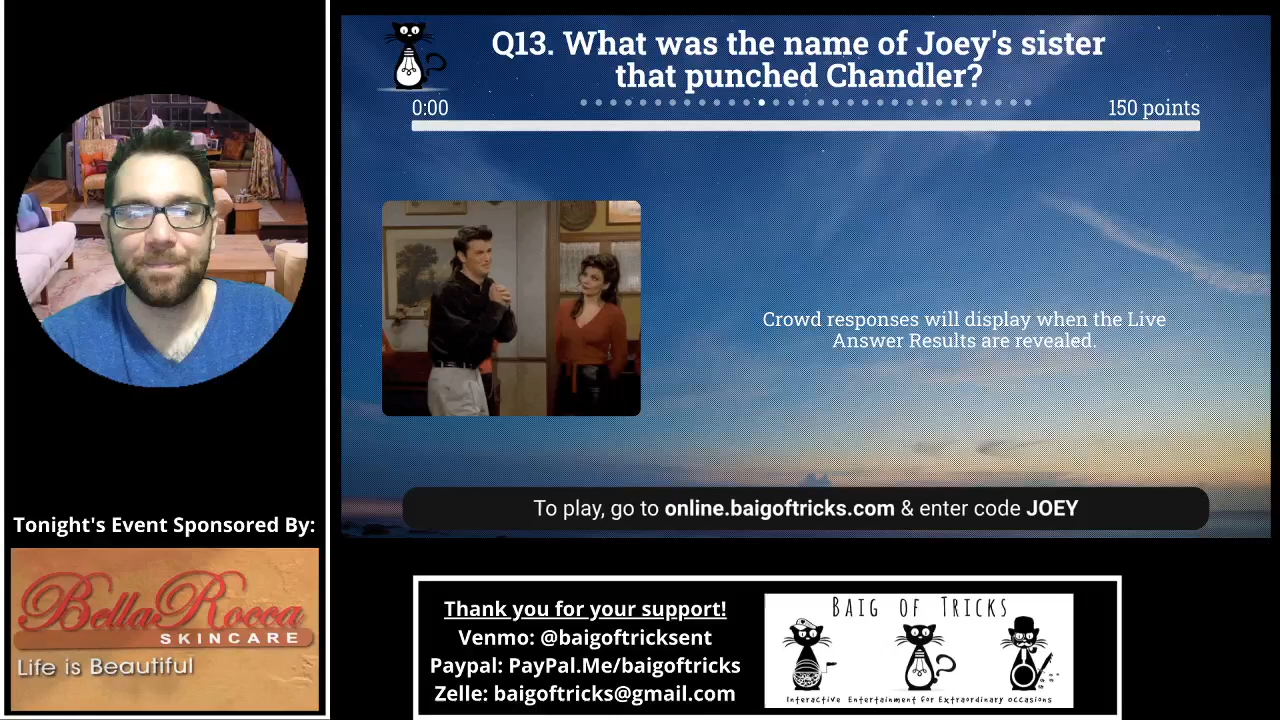 Q13. What was the name of Joey's sister
that punched Chandler?
0:00
150 points
Crowd responses will display when the Live
Answer Results are revealed.
To play, go to online.baigoftricks.com & enter code JOEY
Tonight's Event Sponsored By:
BellaRocca
SKINCARE
Life is Beautiful
Thank you for your support!
Venmo: @baigoftricksent
Paypal: PayPal.Me/baigoftricks
Zelle: baigoftricks@gmail.com
BAIG OF TRICKS
Interactive Entertainment for Extraordinary occasions